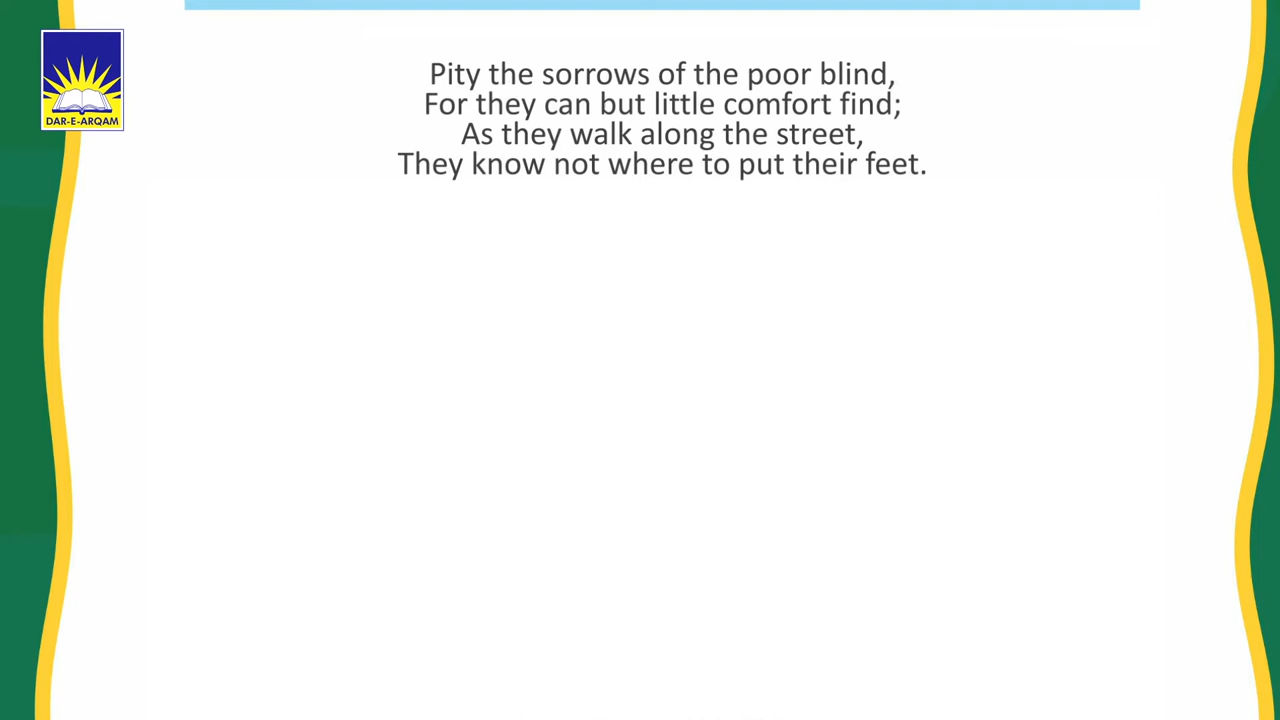 DAR-E-ARQAM
Pity the sorrows of the poor blind,
For they can but little comfort find;
As they walk along the street,
They know not where to put their feet.